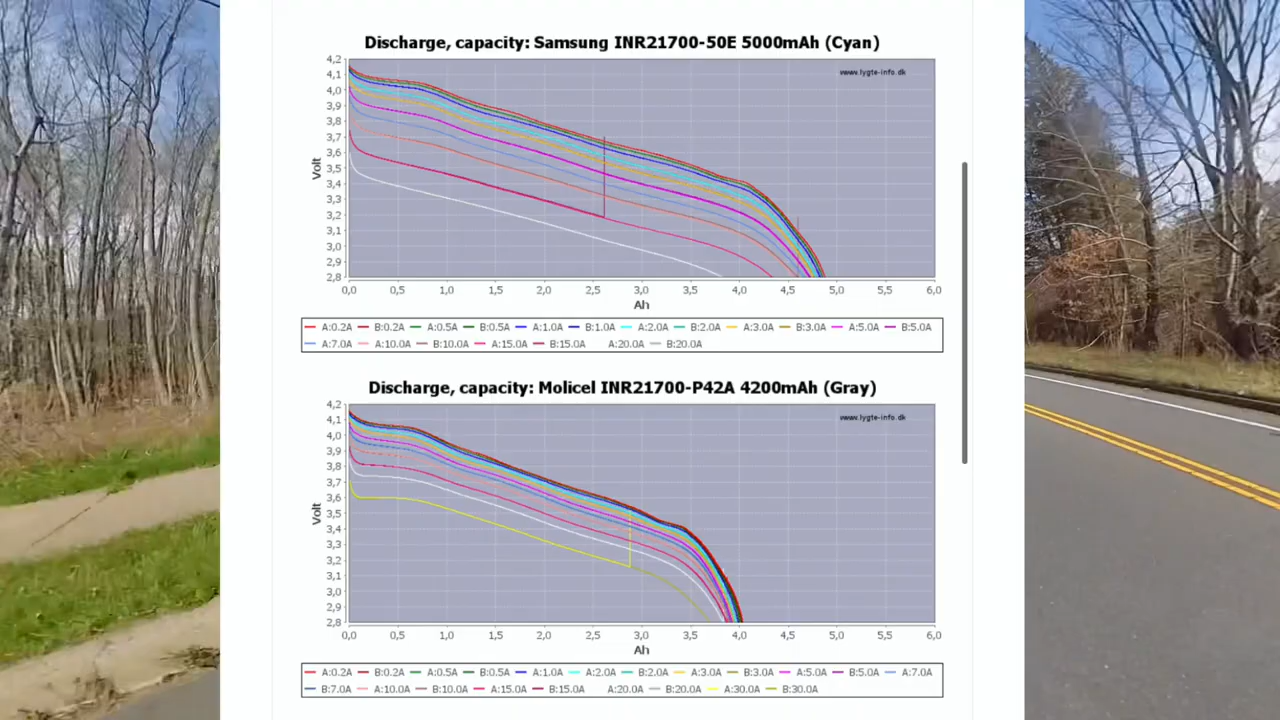 Discharge, capacity: Samsung INR21700-50E 5000mAh (Cyan)
www.lygte-info.dk
4,2
4,1
4,0
3,9
3,8
3,7
3,6
3,5
3,4
3,3
3,2
3,1
3,0
2,9
2,8
Volt
0,0 0,5 1,0 1,5 2,0 2,5 3,0 3,5 4,0 4,5 5,0 5,5 6,0
Ah
A:0.2A B:0.2A A:0.5A B:0.5A A:1.0A B:1.0A A:2.0A B:2.0A A:3.0A B:3.0A A:5.0A B:5.0A
A:7.0A A:10.0A B:10.0A A:15.0A B:15.0A A:20.0A B:20.0A
Discharge, capacity: Molicel INR21700-P42A 4200mAh (Gray)
www.lygte-info.dk
4,2
4,1
4,0
3,9
3,8
3,7
3,6
3,5
3,4
3,3
3,2
3,1
3,0
2,9
2,8
Volt
0,0 0,5 1,0 1,5 2,0 2,5 3,0 3,5 4,0 4,5 5,0 5,5 6,0
Ah
A:0.2A B:0.2A A:0.5A B:0.5A A:1.0A A:2.0A B:2.0A A:3.0A B:3.0A A:5.0A B:5.0A A:7.0A
B:7.0A A:10.0A B:10.0A A:15.0A B:15.0A A:20.0A B:20.0A A:30.0A B:30.0A